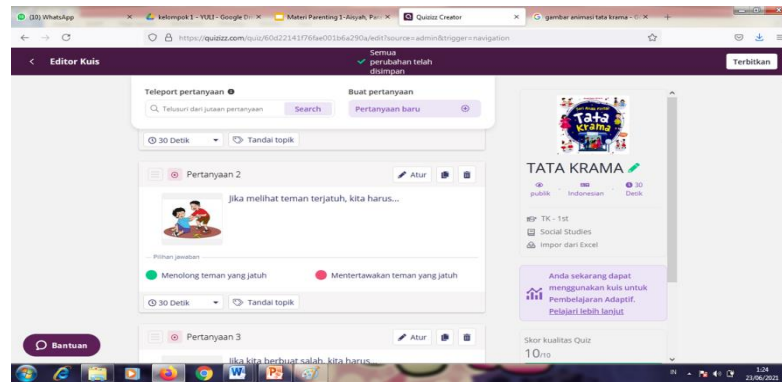 (10) WhatsApp
kelompok 1 - YULI - Google Dri
Materi Parenting 1-Aisyah, Par
Quizizz Creator
gambar animasi tata krama - G
https://quizizz.com/quiz/60d22141f76fae001b6a290a/edit?source=admin&trigger=navigation
Editor Kuis
Semua
perubahan telah
disimpan
Terbitkan
Teleport pertanyaan
Buat pertanyaan
Telusuri dari jutaan pertanyaan
Search
Pertanyaan baru
30 Detik
Tandai topik
Pertanyaan 2
Atur
Jika melihat teman terjatuh, kita harus...
Pilihan jawaban
Menolong teman yang jatuh
Mentertawakan teman yang jatuh
30 Detik
Tandai topik
Pertanyaan 3
Atur
Jika kita berbuat salah, kita harus...
Tata
Krama
TATA KRAMA
publik
Indonesian
30
Detik
TK - 1st
Social Studies
Impor dari Excel
Anda sekarang dapat
menggunakan kuis untuk
Pembelajaran Adaptif.
Pelajari lebih lanjut
Skor kualitas Quiz
10/10
Bantuan
IN
1:24
23/06/2021